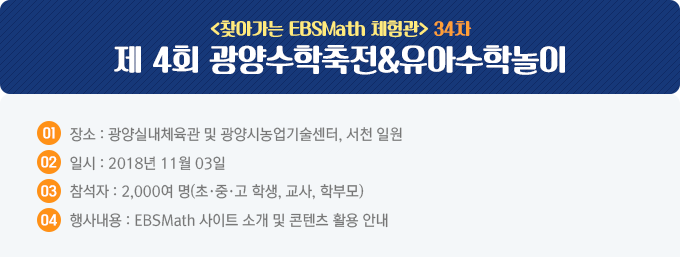 <찾아가는 EBSMath 체험관> 34차
제 4회 광양수학축전&유아수학놀이
01 장소 : 광양실내체육관 및 광양시농업기술센터, 서천 일원
02 일시 : 2018년 11월 03일
03 참석자 : 2,000여 명(초·중·고 학생, 교사, 학부모)
04 행사내용 : EBSMath 사이트 소개 및 콘텐츠 활용 안내